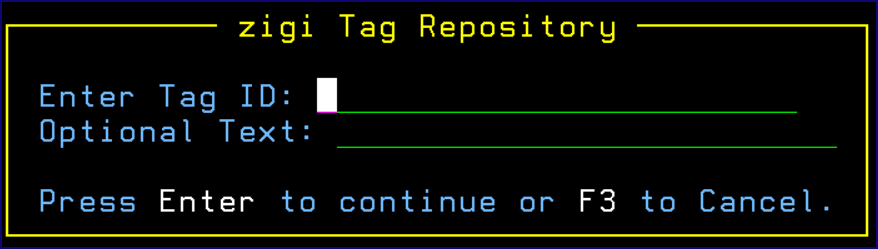 zigi Tag Repository
Enter Tag ID:
Optional Text:
Press Enter to continue or F3 to Cancel.